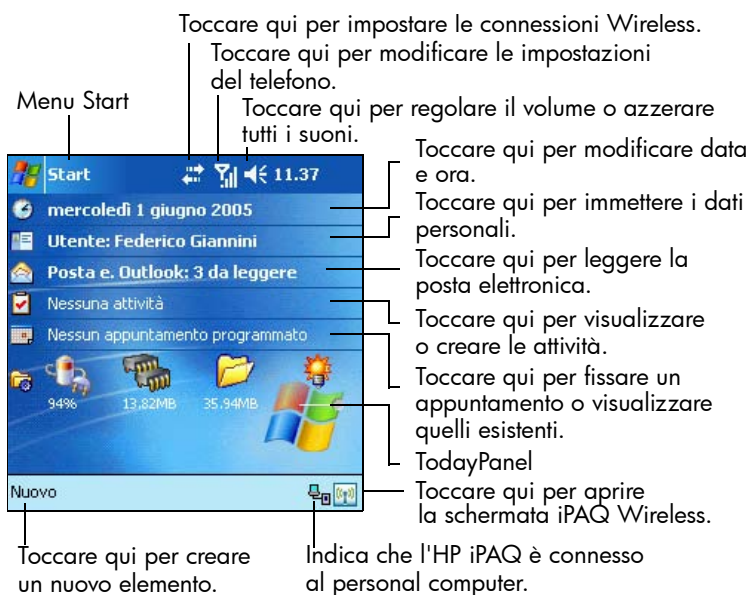 Toccare qui per impostare le connessioni Wireless.
Toccare qui per modificare le impostazioni
del telefono.
Menu Start
Toccare qui per regolare il volume o azzerare
tutti i suoni.
Start
11.37
mercoledì 1 giugno 2005
Utente: Federico Giannini
Posta e. Outlook: 3 da leggere
Nessuna attività
Nessun appuntamento programmato
94%
13,82MB
35.94MB
Nuovo
Toccare qui per modificare data
e ora.
Toccare qui per immettere i dati
personali.
Toccare qui per leggere la
posta elettronica.
Toccare qui per visualizzare
o creare le attività.
Toccare qui per fissare un
appuntamento o visualizzare
quelli esistenti.
TodayPanel
Toccare qui per aprire
la schermata iPAQ Wireless.
Toccare qui per creare
un nuovo elemento.
Indica che l'HP iPAQ è connesso
al personal computer.